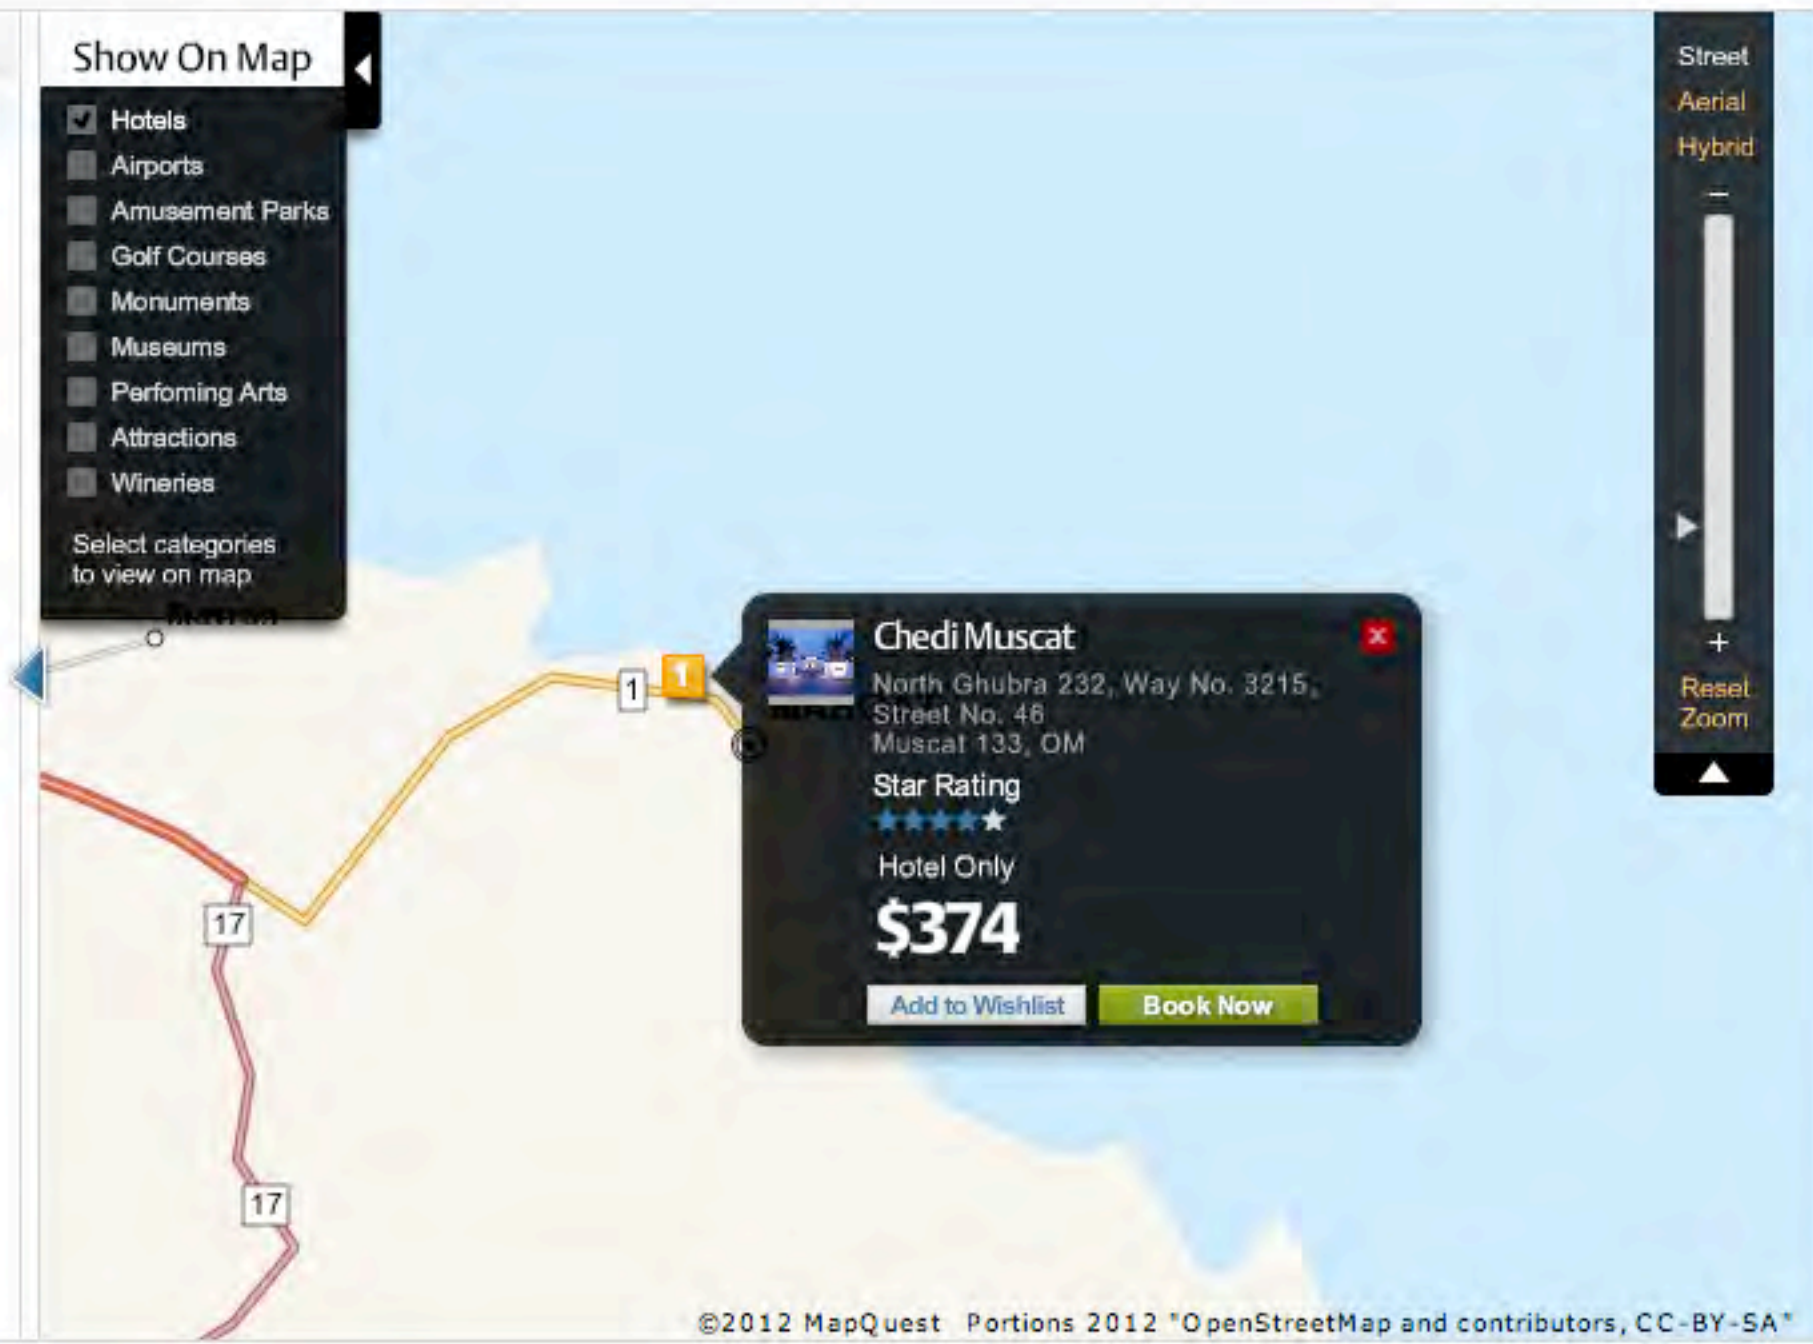 Show On Map
Hotels
Airports
Amusement Parks
Golf Courses
Monuments
Museums
Perfoming Arts
Attractions
Wineries
Select categories
to view on map
Street
Aerial
Hybrid
−
+
Reset
Zoom
1
1
Chedi Muscat
North Ghubra 232, Way No. 3215,
Street No. 46
Muscat 133, OM
Star Rating
Hotel Only
$374
Add to Wishlist
Book Now
17
17
©2012 MapQuest Portions 2012 "OpenStreetMap and contributors, CC-BY-SA"